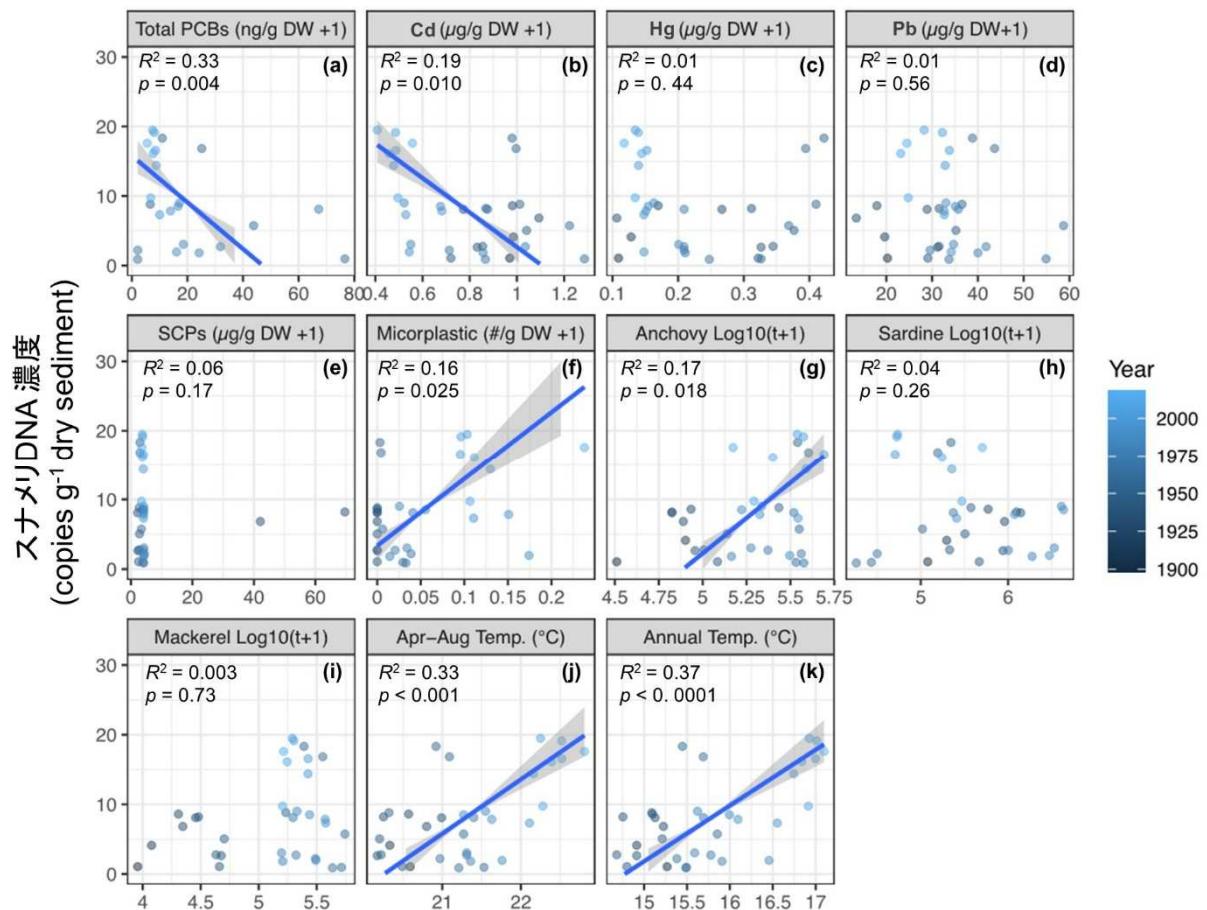 Total PCBs (ng/g DW +1)
Cd (μg/g DW +1)
Hg (μg/g DW +1)
Pb (μg/g DW+1)
30
20
10
0
R² = 0.33
p = 0.004
(a)
R² = 0.19
p = 0.010
(b)
R² = 0.01
p = 0. 44
(c)
R² = 0.01
p = 0.56
(d)
0 20 40 60 80
0.4 0.6 0.8 1 1.2
0.1 0.2 0.3 0.4
20 30 40 50 60
SCPs (μg/g DW +1)
Micorplastic (#/g DW +1)
Anchovy Log10(t+1)
Sardine Log10(t+1)
30
20
10
0
R² = 0.06
p = 0.17
(e)
R² = 0.16
p = 0.025
(f)
R² = 0.17
p = 0. 018
(g)
R² = 0.04
p = 0.26
(h)
0 20 40 60
0 0.05 0.1 0.15 0.2
4.5 4.75 5 5.25 5.5 5.75
5 6
Mackerel Log10(t+1)
Apr−Aug Temp. (°C)
Annual Temp. (°C)
30
20
10
0
R² = 0.003
p = 0.73
(i)
R² = 0.33
p < 0.001
(j)
R² = 0.37
p < 0. 0001
(k)
4 4.5 5 5.5
21 22
15 15.5 16 16.5 17
スナメリDNA 濃度
(copies g⁻¹ dry sediment)
Year
2000
1975
1950
1925
1900